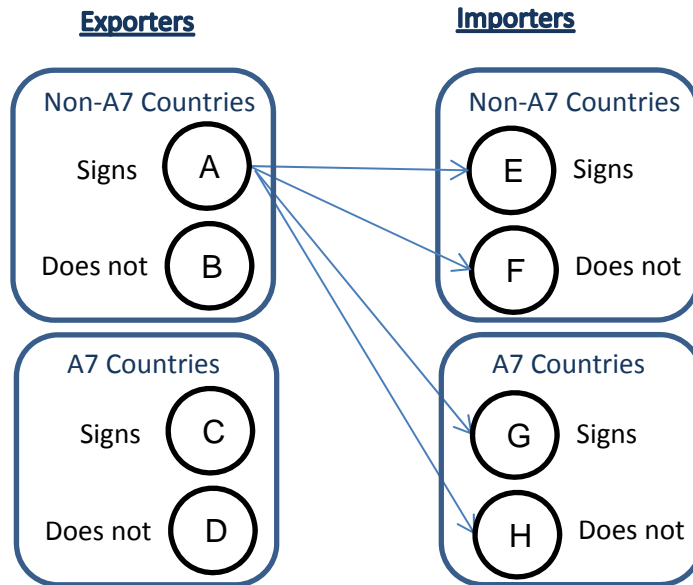 Exporters
Importers
Non-A7 Countries
Signs A
Does not B
A7 Countries
Signs C
Does not D
Non-A7 Countries
E Signs
F Does not
A7 Countries
G Signs
H Does not